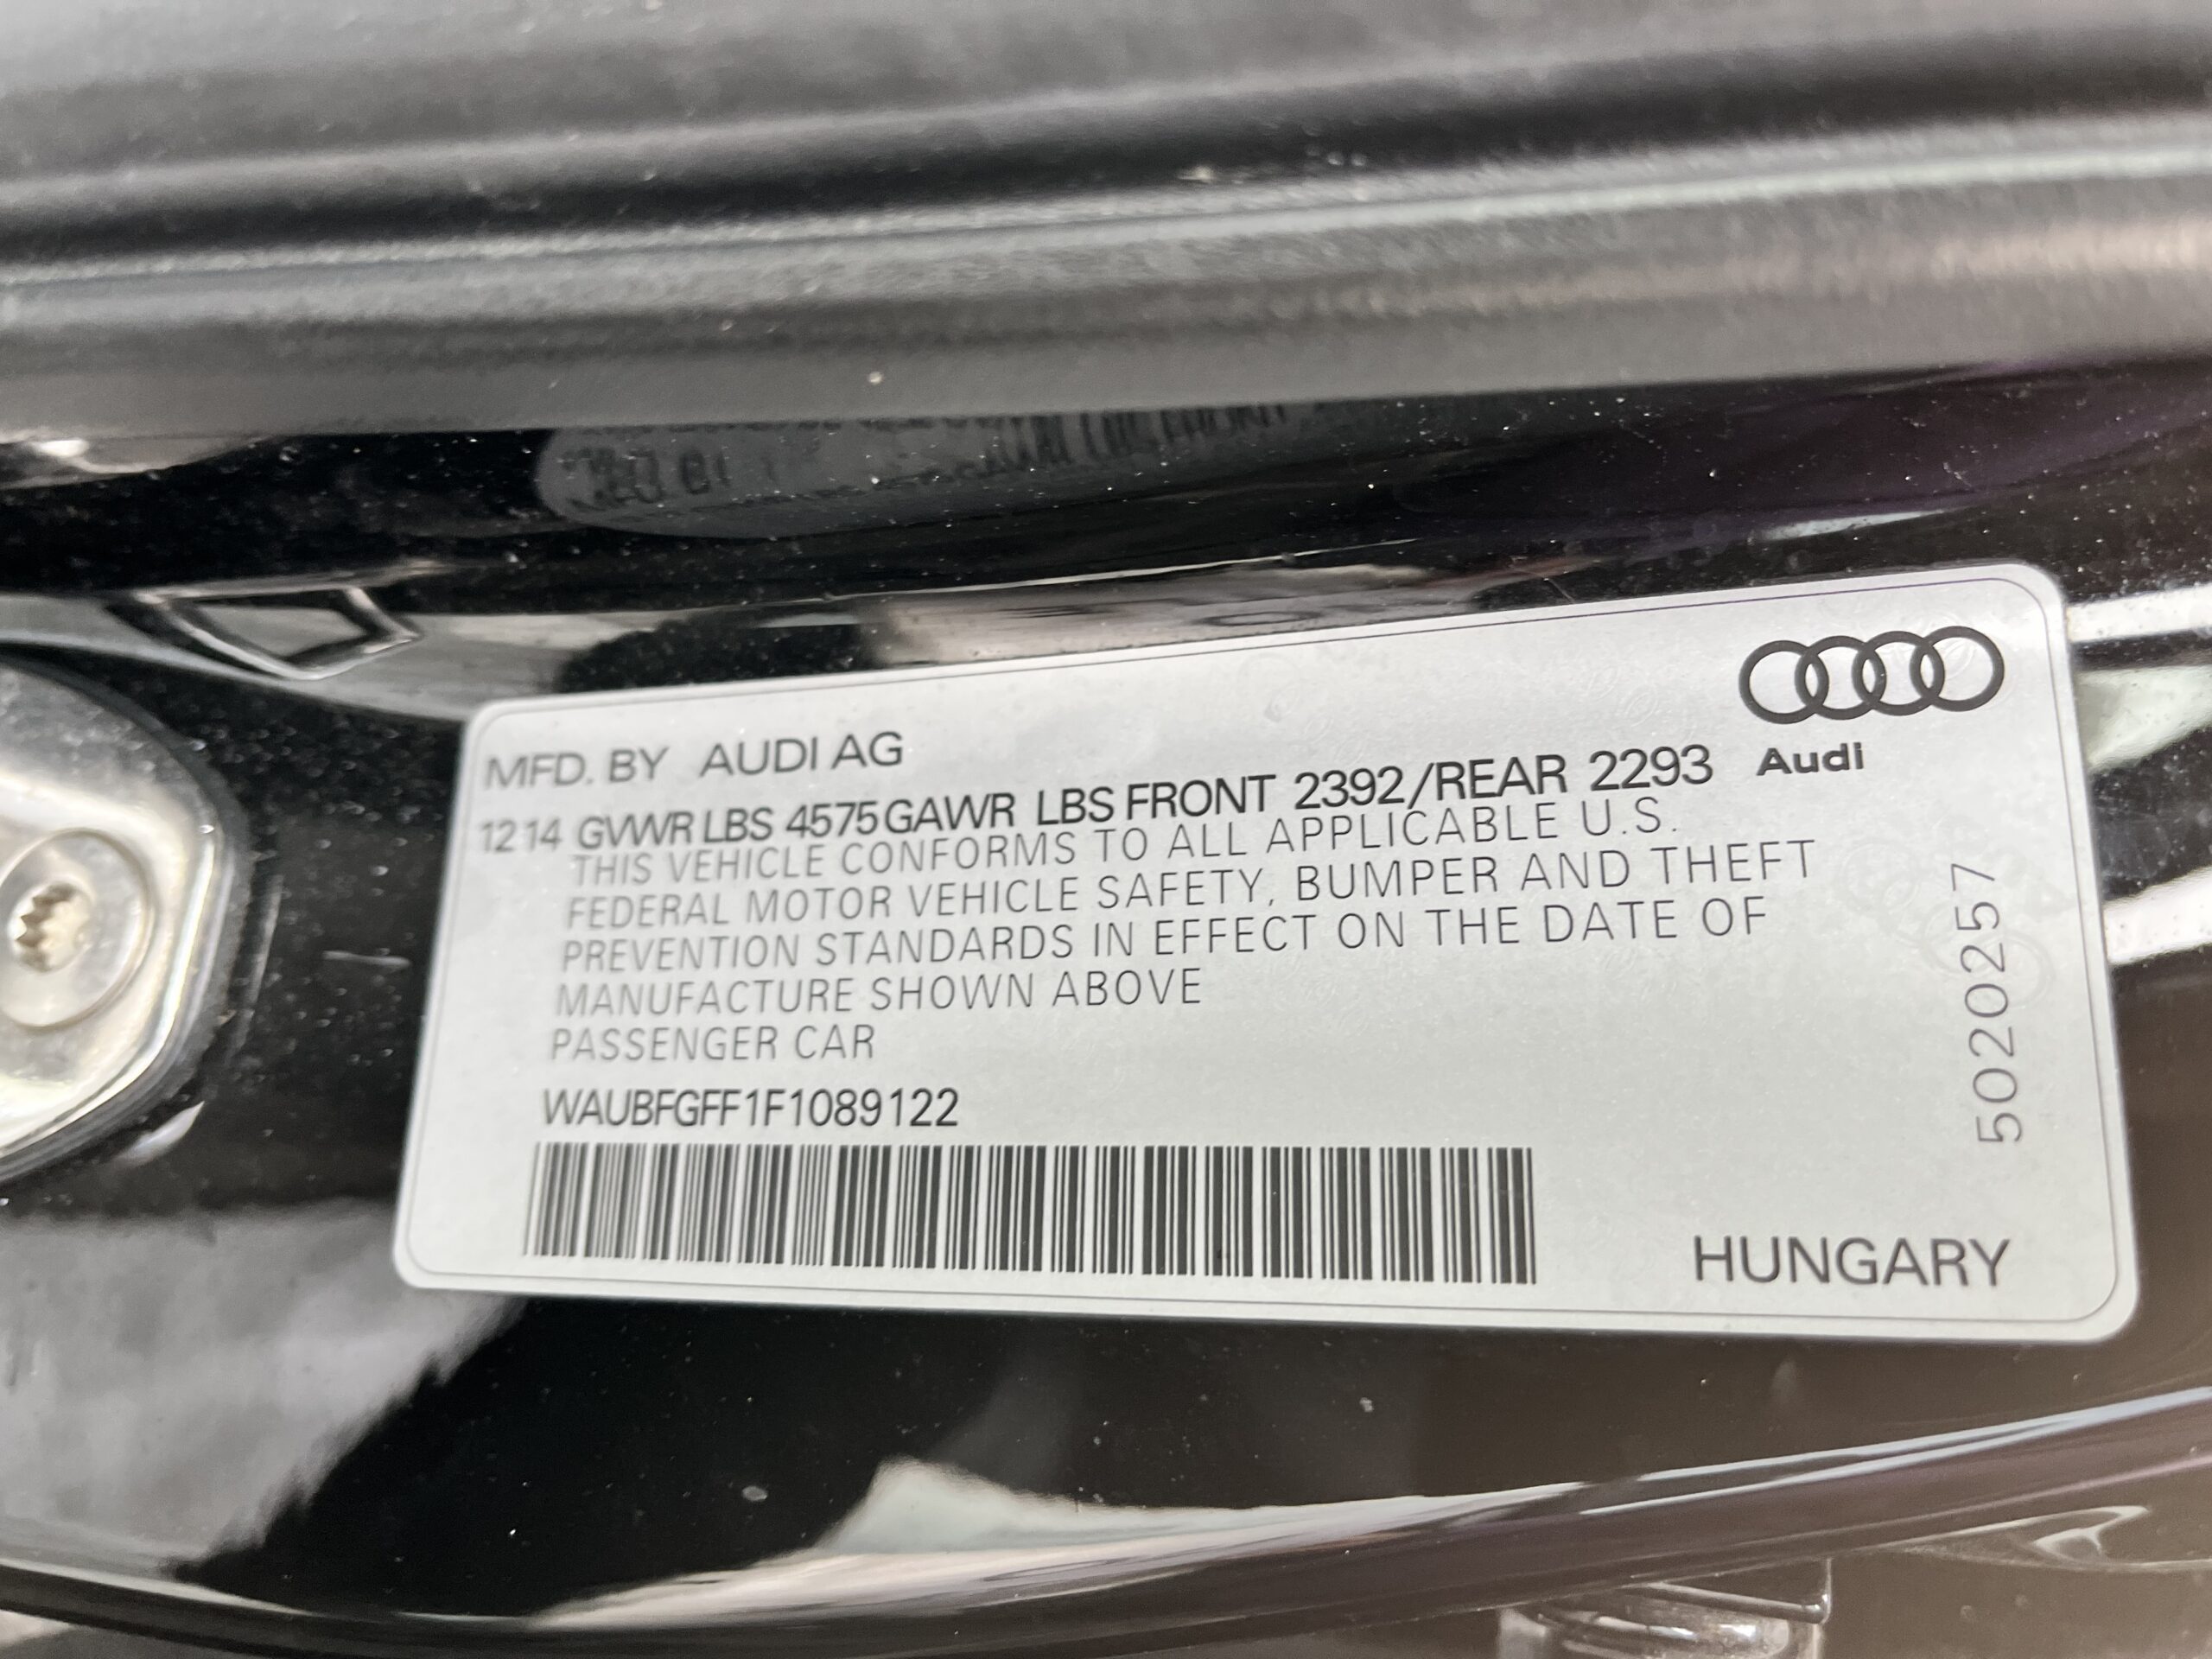 MFD. BY AUDI AG
1214 GVWR LBS 4575 GAWR LBS FRONT 2392/REAR 2293
Audi
THIS VEHICLE CONFORMS TO ALL APPLICABLE U.S.
FEDERAL MOTOR VEHICLE SAFETY, BUMPER AND THEFT
PREVENTION STANDARDS IN EFFECT ON THE DATE OF
MANUFACTURE SHOWN ABOVE
PASSENGER CAR
WAUBFGFF1F1089122
5020257
HUNGARY